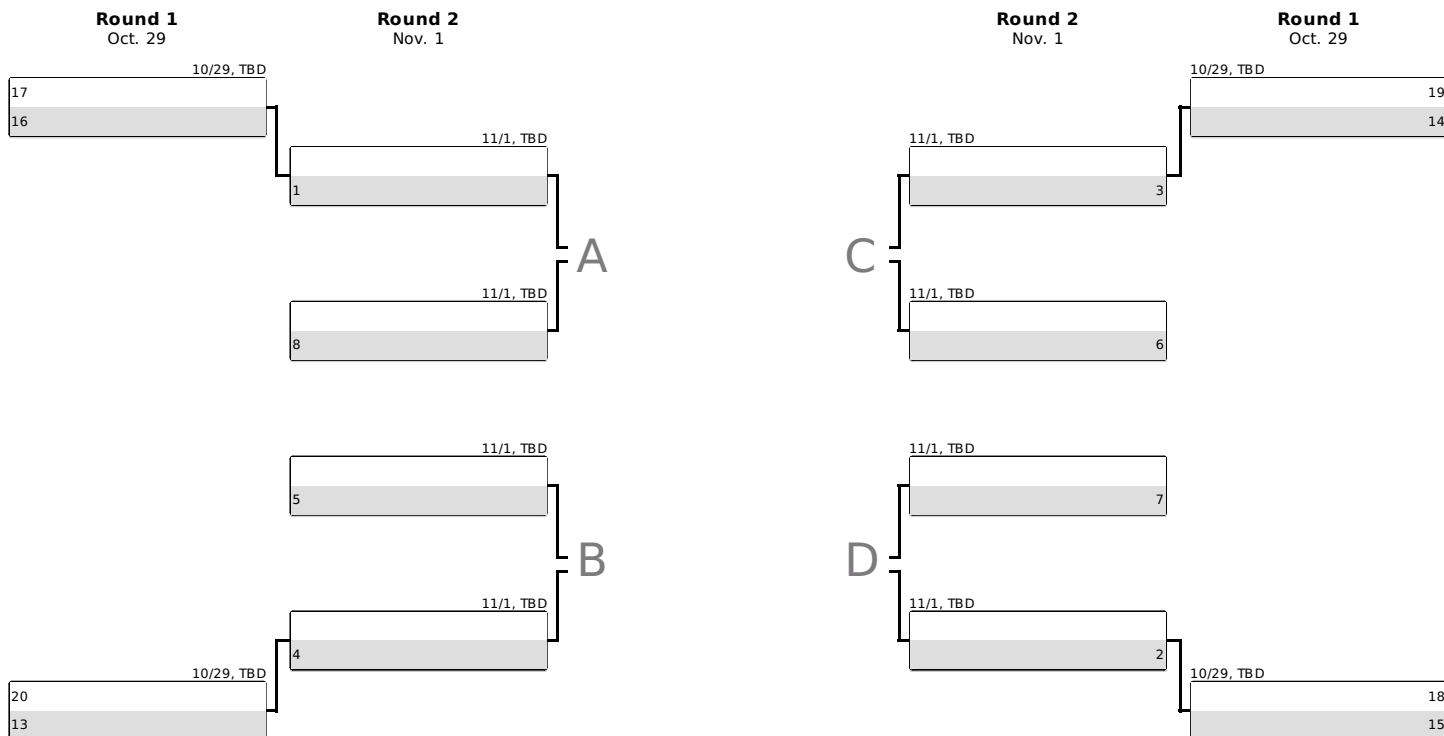 Round 1
Oct. 29
Round 2
Nov. 1
Round 2
Nov. 1
Round 1
Oct. 29
10/29, TBD
17
16
11/1, TBD
1
A
11/1, TBD
8
11/1, TBD
5
B
11/1, TBD
4
10/29, TBD
20
13
10/29, TBD
19
14
11/1, TBD
3
C
11/1, TBD
6
11/1, TBD
7
D
11/1, TBD
2
10/29, TBD
18
15